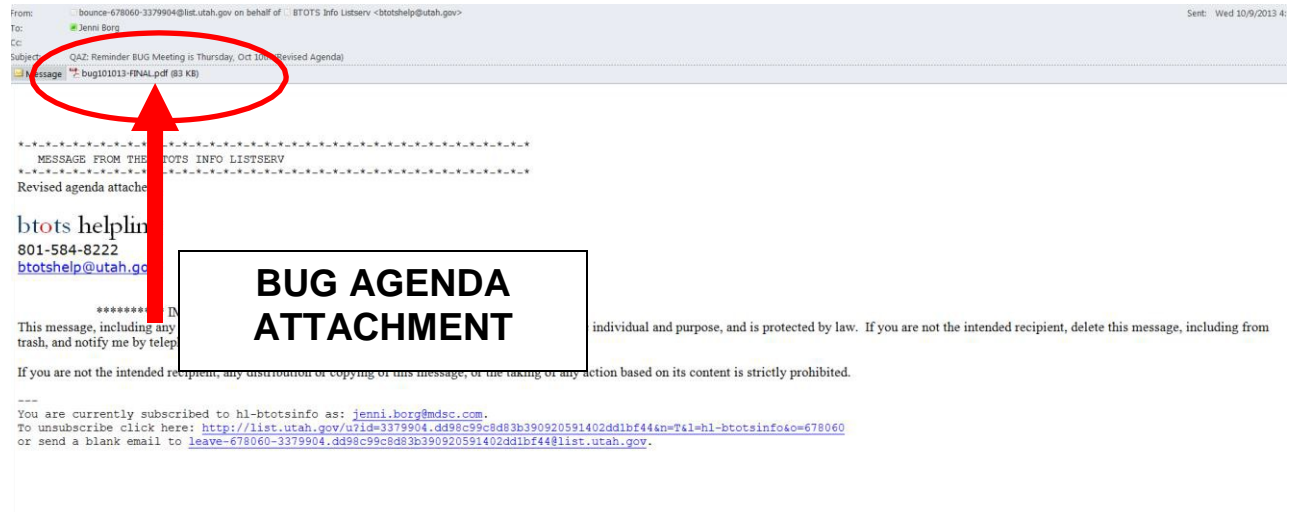 From: bounce-678060-3379904@list.utah.gov on behalf of BTOTS Info Listserv <btotshelp@utah.gov> Sent: Wed 10/9/2013 4:
To: Jenni Borg
Cc:
Subject: QAZ: Reminder BUG Meeting is Thursday, Oct 10th (Revised Agenda)
Message bug101013-FINAL.pdf (83 KB)
*-*-*-*-*-*-*-*-*-*-*-*-*-*-*-*-*-*-*-*-*-*-*-*-*-*-*-*-*-*-*-*-*-*-*-*-*-*
MESSAGE FROM THE BTOTS INFO LISTSERV
*-*-*-*-*-*-*-*-*-*-*-*-*-*-*-*-*-*-*-*-*-*-*-*-*-*-*-*-*-*-*-*-*-*-*-*-*-*
Revised agenda attache
btots helplin
801-584-8222
btotshelp@utah.go
BUG AGENDA
ATTACHMENT
*********
This message, including any individual and purpose, and is protected by law. If you are not the intended recipient, delete this message, including from
trash, and notify me by telep
If you are not the intended recipient, any distribution or copying of this message, or the taking of any action based on its content is strictly prohibited.
---
You are currently subscribed to hl-btotsinfo as: jenni.borg@mdsc.com.
To unsubscribe click here: http://list.utah.gov/u?id=3379904.dd98c99c8d83b390920591402dd1bf44&n=T&l=hl-btotsinfo&o=678060
or send a blank email to leave-678060-3379904.dd98c99c8d83b390920591402dd1bf44@list.utah.gov.